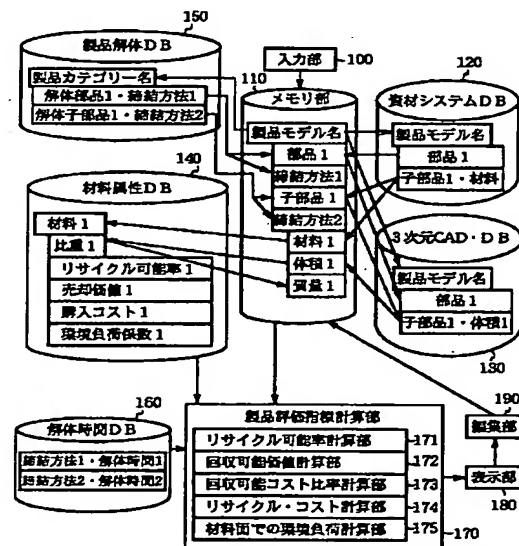 150
製品解体DB
製品カテゴリー名
解体部品1・締結方法1
解体子部品1・締結方法2
140
材料属性DB
材料1
比重1
リサイクル可能率1
売却価値1
購入コスト1
環境負荷係数1
160
解体時間DB
締結方法1・解体時間1
締結方法2・解体時間2
100
入力部
110
メモリ部
製品モデル名
部品1
締結方法1
子部品1
締結方法2
材料1
体積1
質量1
120
資材システムDB
製品モデル名
部品1
子部品1・材料
3次元CAD・DB
製品モデル名
部品1
子部品1・体積1
130
製品評価指標計算部
リサイクル可能率計算部
171
回収可能価値計算部
172
回収可能コスト比率計算部
173
リサイクル・コスト計算部
174
材料面での環境負荷計算部
175
170
190
編集部
表示部
180